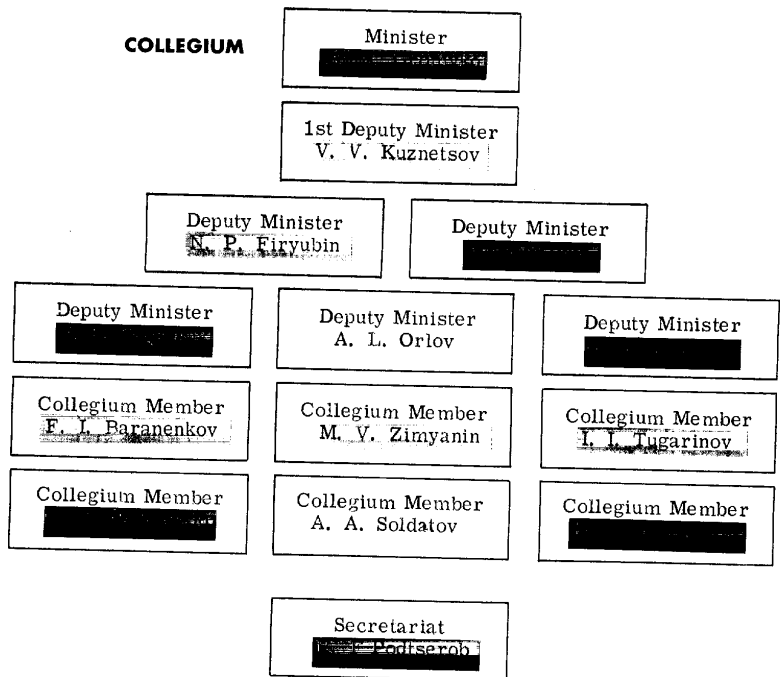 COLLEGIUM
Minister
1st Deputy Minister
V. V. Kuznetsov
Deputy Minister
N. P. Firyubin
Deputy Minister
Deputy Minister
Deputy Minister
A. L. Orlov
Deputy Minister
Collegium Member
F. I. Baranenkov
Collegium Member
M. V. Zimyanin
Collegium Member
I. I. Tugarinov
Collegium Member
Collegium Member
A. A. Soldatov
Collegium Member
Secretariat
Podtserob